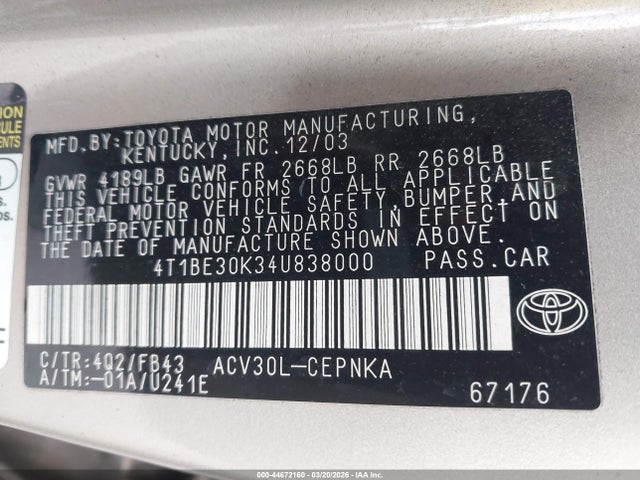 MFD.BY:TOYOTA MOTOR MANUFACTURING,
KENTUCKY,INC.12/03
GVWR 4189LB GAWR FR 2668LB RR 2668LB
THIS VEHICLE CONFORMS TO ALL APPLICABLE
FEDERAL MOTOR VEHICLE SAFETY,BUMPER,AND
THEFT PREVENTION STANDARDS IN EFFECT ON
THE DATE OF MANUFACTURE SHOWN ABOVE.
4T1BE30K34U838000 PASS.CAR
C/TR:4Q2/FB43 ACV30L-CEPNKA
A/TM:-01A/U241E
67176
000-44672160 - 03/20/2026 - IAAI.COM